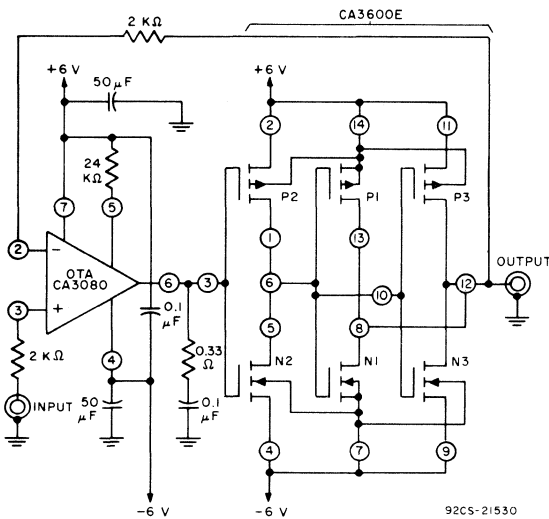 CA3600E
2 KΩ
+6 V
+6 V
50 μF
2
14
11
24
KΩ
P2
P1
P3
7
5
1
13
2
−
OTA
CA3080
6
3
6
10
12
OUTPUT
3
+
0.1
μF
5
8
0.33
Ω
4
N2
N1
N3
2 KΩ
INPUT
50
μF
0.1
μF
4
7
9
−6 V
−6 V
92CS-21530